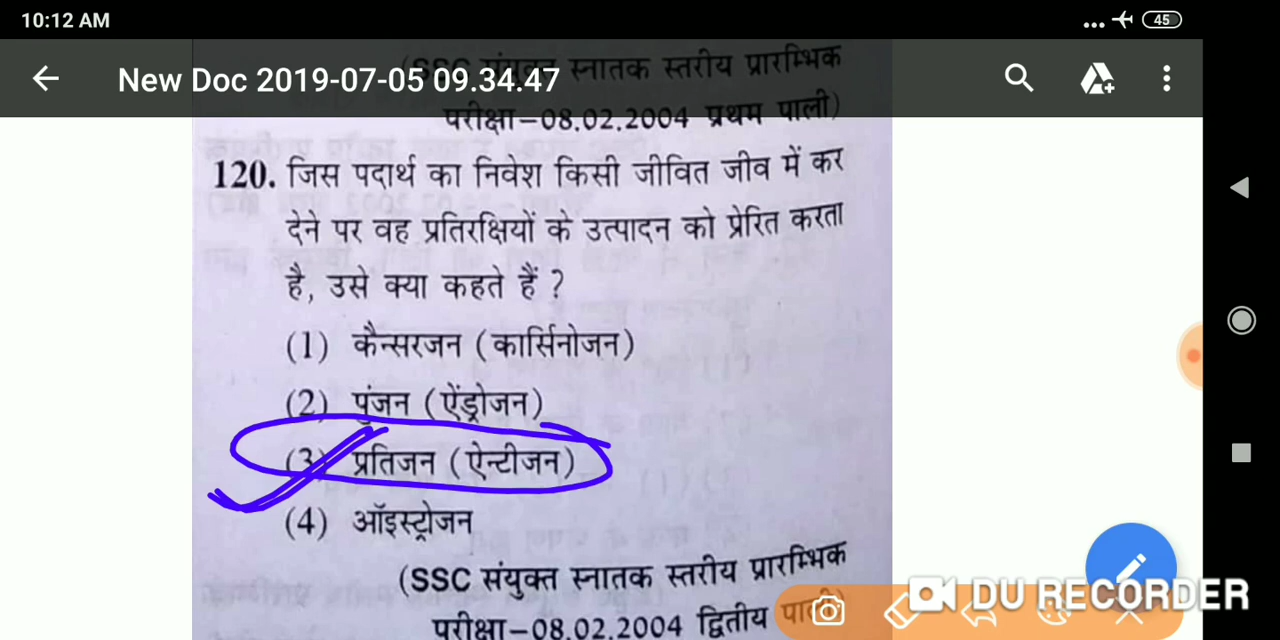 10:12 AM
45
New Doc 2019-07-05 09.34.47
(SSC संयुक्त स्नातक स्तरीय प्रारम्भिक
परीक्षा-08.02.2004 प्रथम पाली)
120. जिस पदार्थ का निवेश किसी जीवित जीव में कर
देने पर वह प्रतिरक्षियों के उत्पादन को प्रेरित करता
है, उसे क्या कहते हैं ?
(1) कैन्सरजन (कार्सिनोजन)
(2) पुंजन (ऐंड्रोजन)
(3) प्रतिजन (ऐन्टीजन)
(4) ऑइस्ट्रोजन
(SSC संयुक्त स्नातक स्तरीय प्रारम्भिक
परीक्षा-08.02.2004 द्वितीय पाली)
DU RECORDER